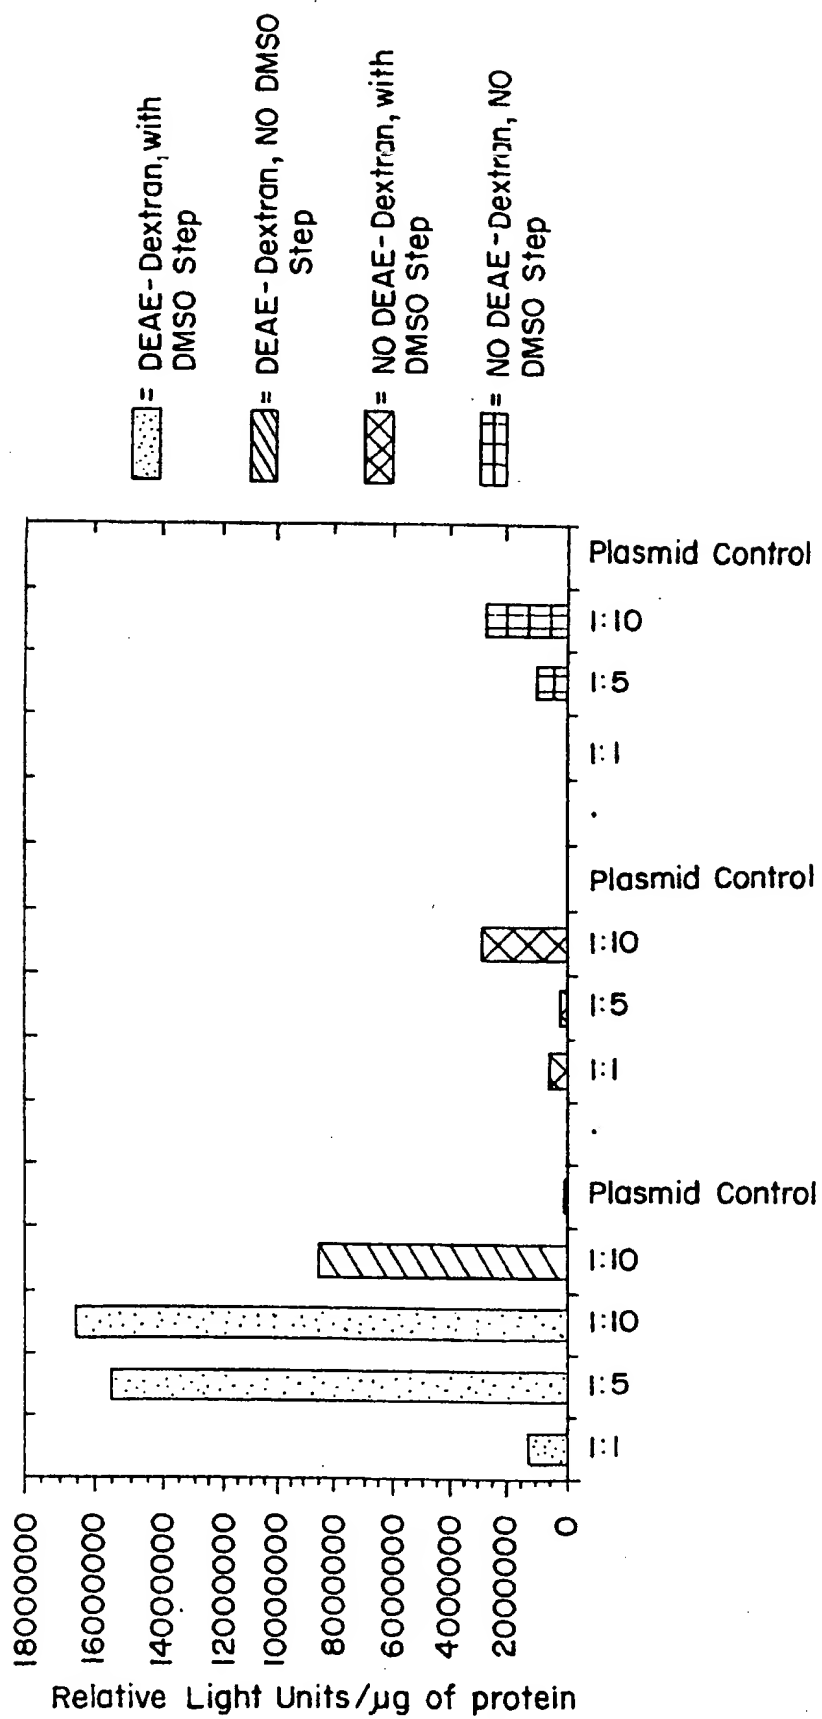 Relative Light Units/µg of protein
18000000
16000000
14000000
12000000
10000000
8000000
6000000
4000000
2000000
0
1:1
1:5
1:10
1:10
Plasmid Control
1:1
1:5
1:10
Plasmid Control
1:1
1:5
1:10
Plasmid Control
= DEAE-Dextran, with
DMSO Step
= DEAE-Dextran, NO DMSO
Step
= NO DEAE-Dextran, with
DMSO Step
= NO DEAE-Dextran, NO
DMSO Step